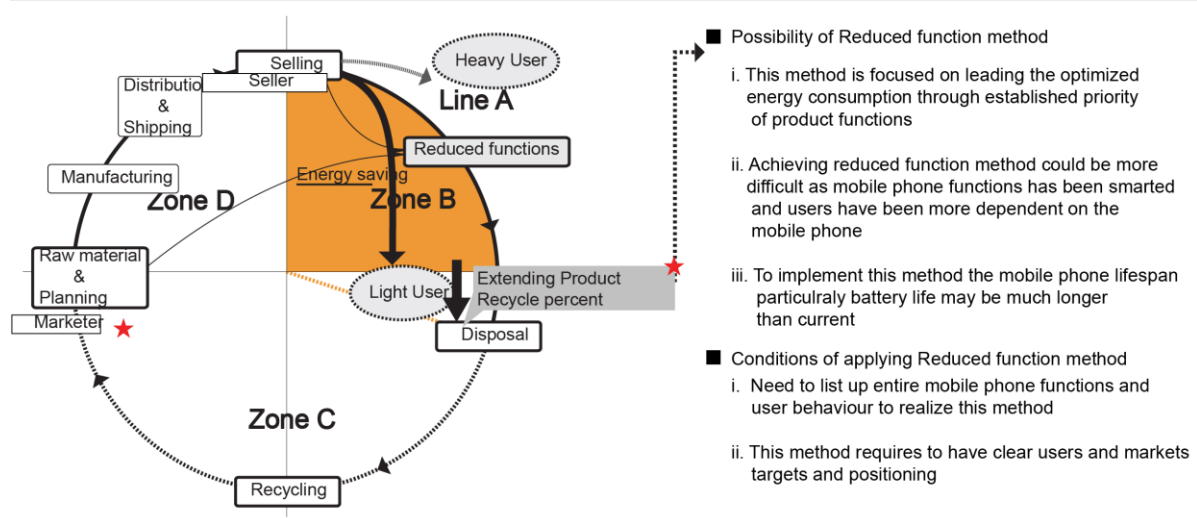 Selling
Seller
Heavy User
Line A
Distributio
&
Shipping
Reduced functions
Manufacturing
Energy saving
Zone D
Zone B
Raw material
&
Planning
Marketer
Light User
Extending Product
Recycle percent
Disposal
Zone C
Recycling
Possibility of Reduced function method
i. This method is focused on leading the optimized
energy consumption through established priority
of product functions
ii. Achieving reduced function method could be more
difficult as mobile phone functions has been smarted
and users have been more dependent on the
mobile phone
iii. To implement this method the mobile phone lifespan
particulraly battery life may be much longer
than current
Conditions of applying Reduced function method
i. Need to list up entire mobile phone functions and
user behaviour to realize this method
ii. This method requires to have clear users and markets
targets and positioning